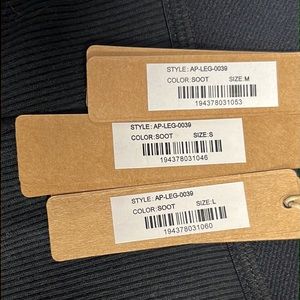 STYLE: AP-LEG-0039
COLOR:SOOT SIZE: M
194378031053
STYLE: AP-LEG-0039
COLOR:SOOT SIZE:S
194378031046
STYLE: AP-LEG-0039
COLOR:SOOT SIZE:L
194378031060